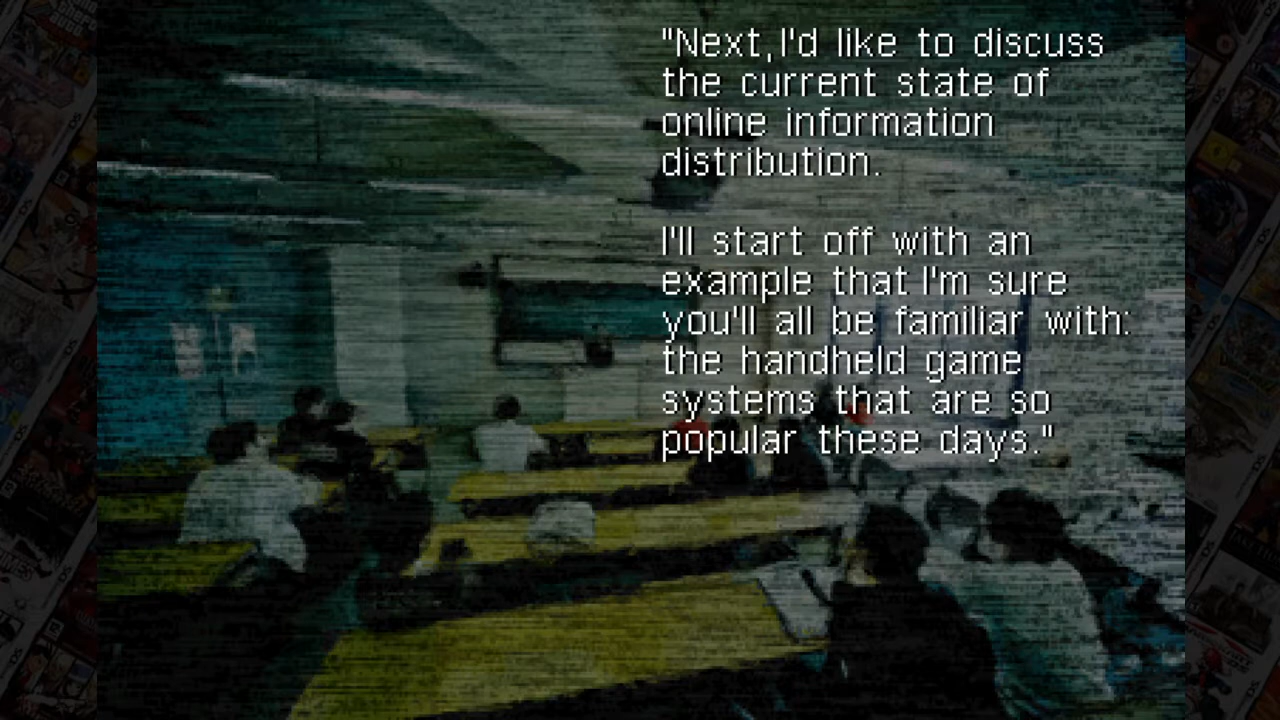 "Next,I'd like to discuss
the current state of
online information
distribution.
I'll start off with an
example that I'm sure
you'll all be familiar with:
the handheld game
systems that are so
popular these days."